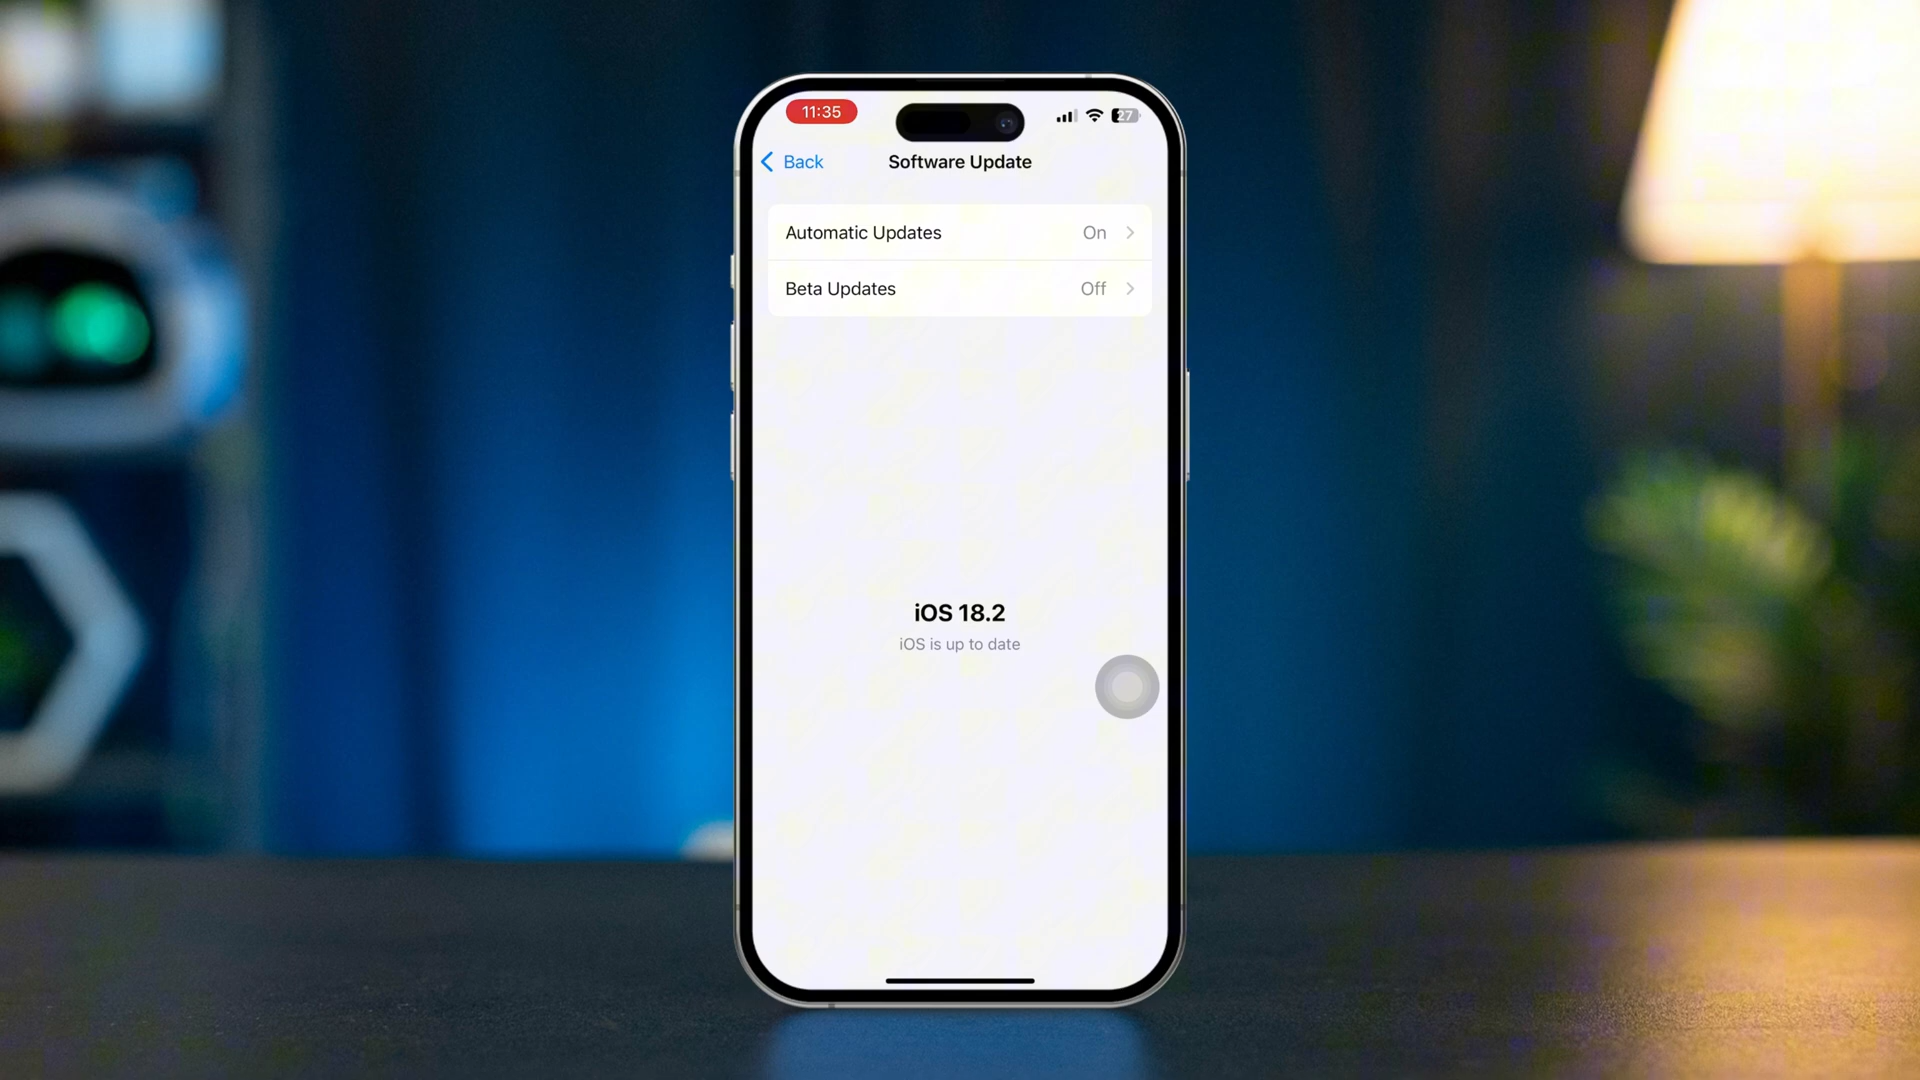 11:35
27
Back
Software Update
Automatic Updates On
Beta Updates Off
iOS 18.2
iOS is up to date